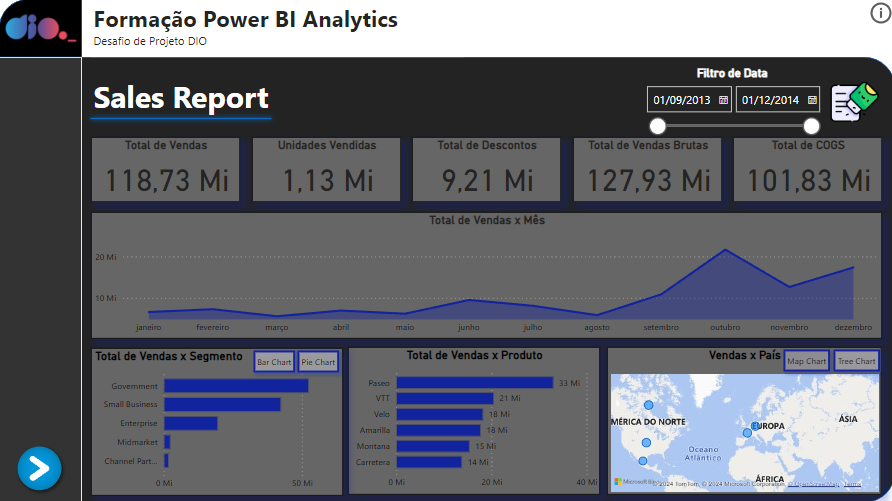 dio._
Formação Power BI Analytics
Desafio de Projeto DIO
Sales Report
Filtro de Data
01/09/2013
01/12/2014
Total de Vendas
118,73 Mi
Unidades Vendidas
1,13 Mi
Total de Descontos
9,21 Mi
Total de Vendas Brutas
127,93 Mi
Total de COGS
101,83 Mi
Total de Vendas x Mês
20 Mi
10 Mi
janeiro fevereiro março abril maio junho julho agosto setembro outubro novembro dezembro
Total de Vendas x Segmento
Bar Chart
Pie Chart
Government
Small Business
Enterprise
Midmarket
Channel Part...
0 Mi 50 Mi
Total de Vendas x Produto
Paseo 33 Mi
VTT 21 Mi
Velo 18 Mi
Amarilla 18 Mi
Montana 15 Mi
Carretera 14 Mi
0 Mi 20 Mi 40 Mi
Vendas x País
Map Chart
Tree Chart
MÉRICA DO NORTE
EUROPA
ÁSIA
Oceano
Atlântico
ÁFRICA
Microsoft Bing
© 2024 TomTom, © 2024 Microsoft Corporation, © OpenStreetMap Terms